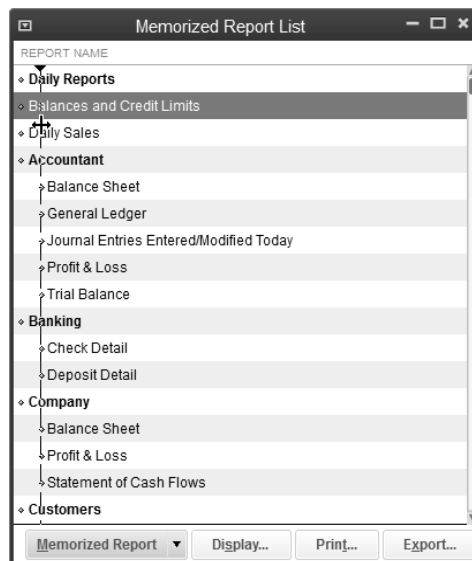 Memorized Report List
REPORT NAME
Daily Reports
Balances and Credit Limits
Daily Sales
Accountant
Balance Sheet
General Ledger
Journal Entries Entered/Modified Today
Profit & Loss
Trial Balance
Banking
Check Detail
Deposit Detail
Company
Balance Sheet
Profit & Loss
Statement of Cash Flows
Customers
Memorized Report Display... Print... Export...